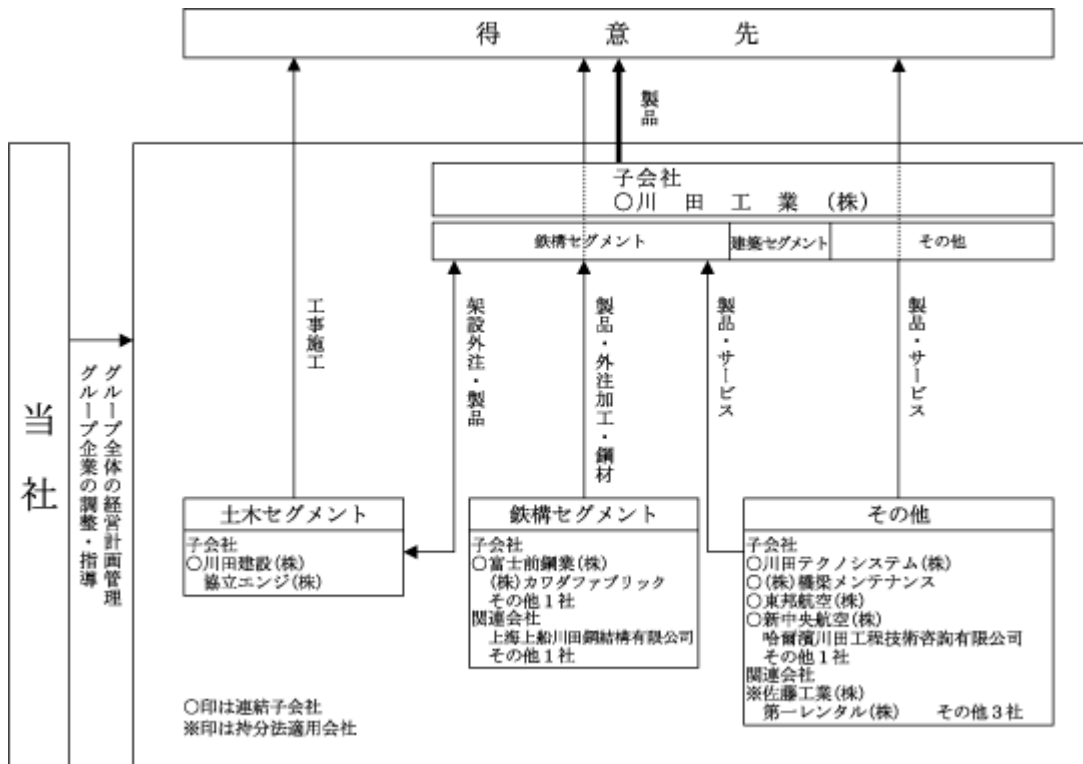 得意先
製品
子会社
○川田工業(株)
鉄構セグメント
建築セグメント
その他
当社
グループ全体の経営計画管理
グループ企業の調整・指導
工事施工
架設外注・製品
製品・外注加工・鋼材
製品・サービス
製品・サービス
土木セグメント
子会社
○川田建設(株)
協立エンジ(株)
鉄構セグメント
子会社
○富士前鋼業(株)
(株)カワダファブリック
その他1社
関連会社
上海上船川田鋼結構有限公司
その他1社
その他
子会社
○川田テクノシステム(株)
○(株)橋梁メンテナンス
○東邦航空(株)
○新中央航空(株)
哈爾濱川田工程技術咨詢有限公司
その他1社
関連会社
※佐藤工業(株)
第一レンタル(株) その他3社
○印は連結子会社
※印は持分法適用会社